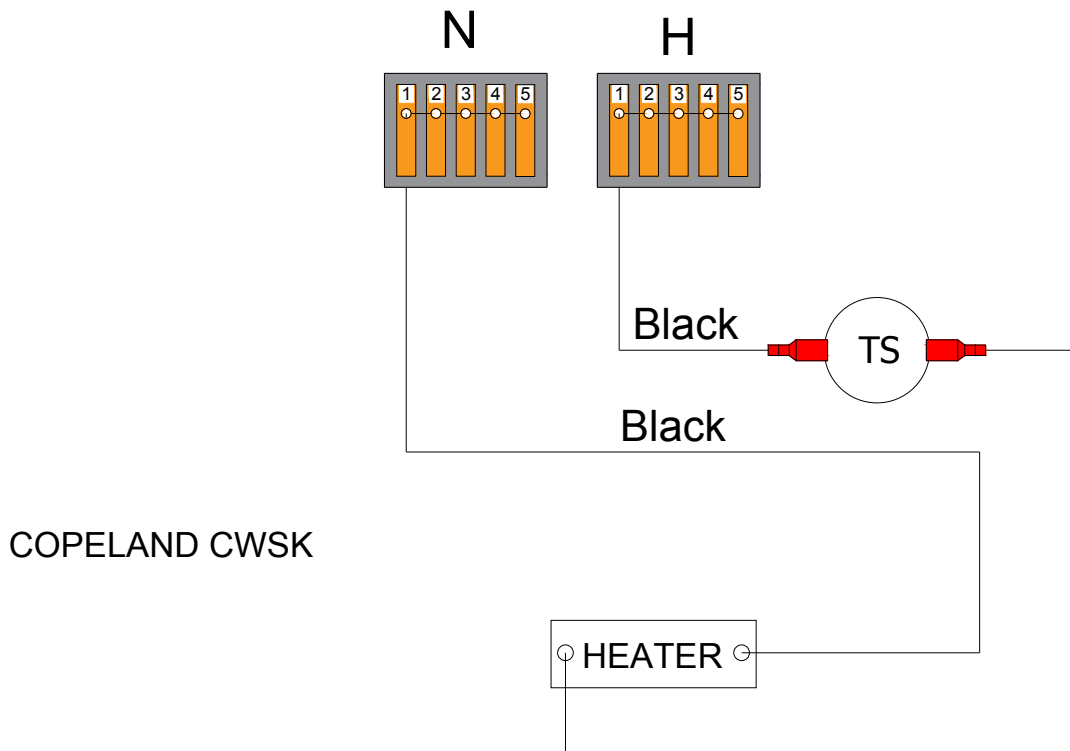 N H
1 2 3 4 5 1 2 3 4 5
Black
TS
Black
COPELAND CWSK
HEATER